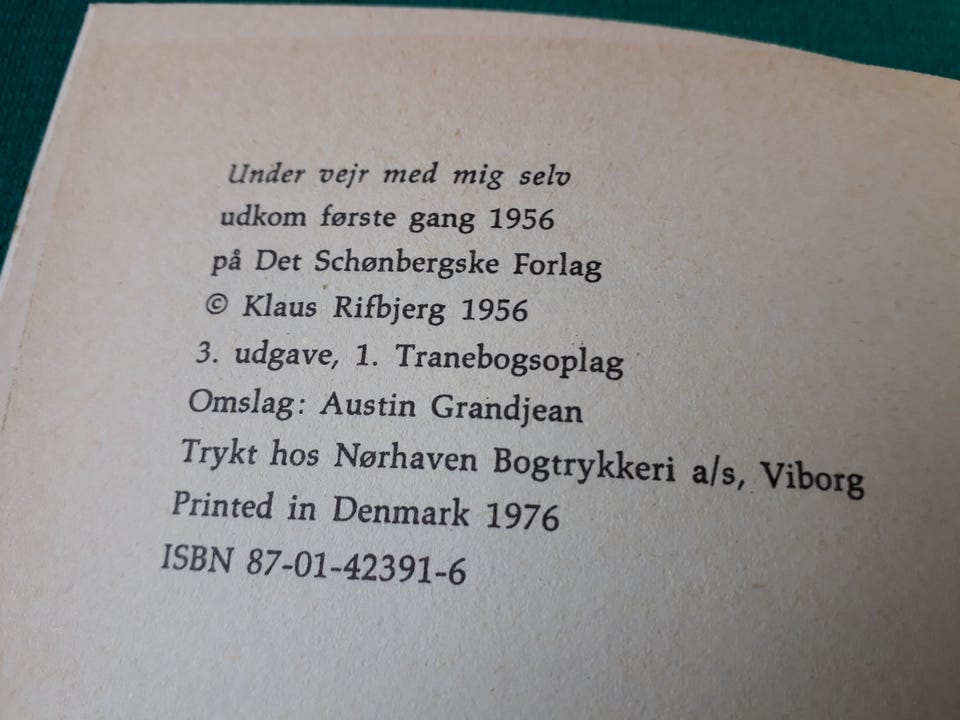 Under vejr med mig selv
udkom første gang 1956
på Det Schønbergske Forlag
© Klaus Rifbjerg 1956
3. udgave, 1. Tranebogsoplag
Omslag: Austin Grandjean
Trykt hos Nørhaven Bogtrykkeri a/s, Viborg
Printed in Denmark 1976
ISBN 87-01-42391-6